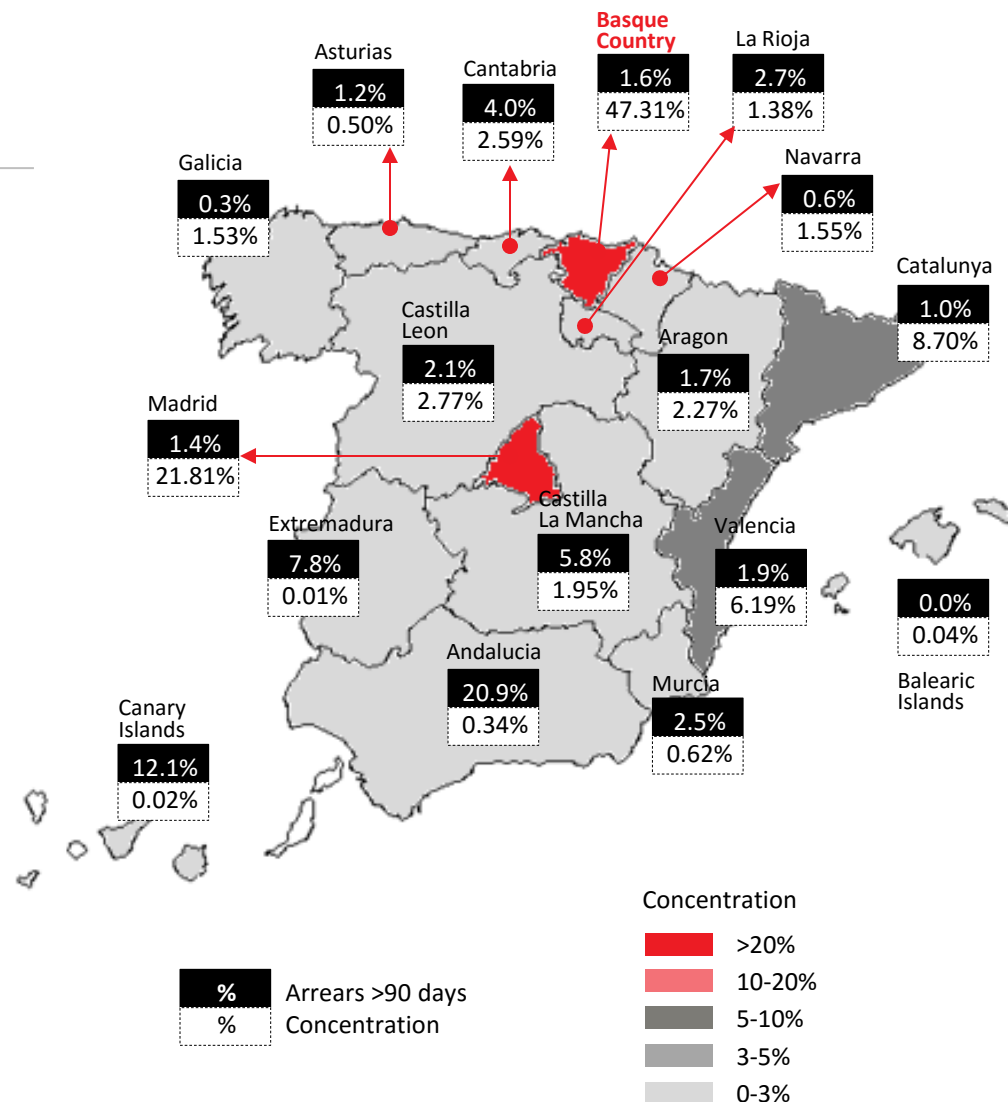 Basque
Country
1.6%
47.31%
La Rioja
2.7%
1.38%
Asturias
1.2%
0.50%
Cantabria
4.0%
2.59%
Galicia
0.3%
1.53%
Navarra
0.6%
1.55%
Catalunya
1.0%
8.70%
Castilla
Leon
2.1%
2.77%
Aragon
1.7%
2.27%
Madrid
1.4%
21.81%
Extremadura
7.8%
0.01%
Castilla
La Mancha
5.8%
1.95%
Valencia
1.9%
6.19%
0.0%
0.04%
Balearic
Islands
Andalucia
20.9%
0.34%
Murcia
2.5%
0.62%
Canary
Islands
12.1%
0.02%
Concentration
>20%
10-20%
5-10%
3-5%
0-3%
% Arrears >90 days
% Concentration